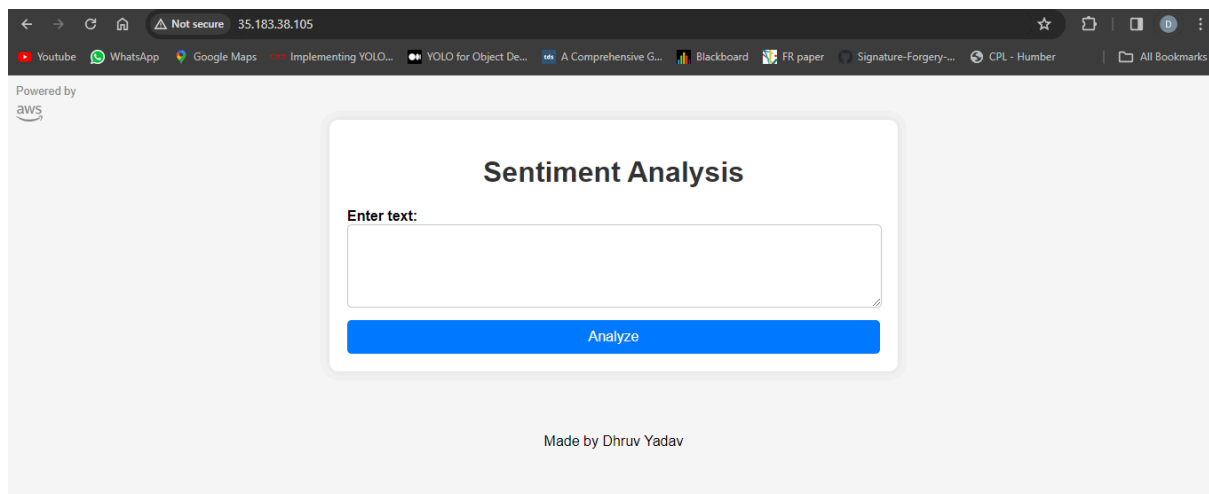 Not secure 35.183.38.105
Youtube WhatsApp Google Maps Implementing YOLO... YOLO for Object De... tds A Comprehensive G... Blackboard FR paper Signature-Forgery-... CPL - Humber All Bookmarks
Powered by
aws
Sentiment Analysis
Enter text:
Analyze
Made by Dhruv Yadav